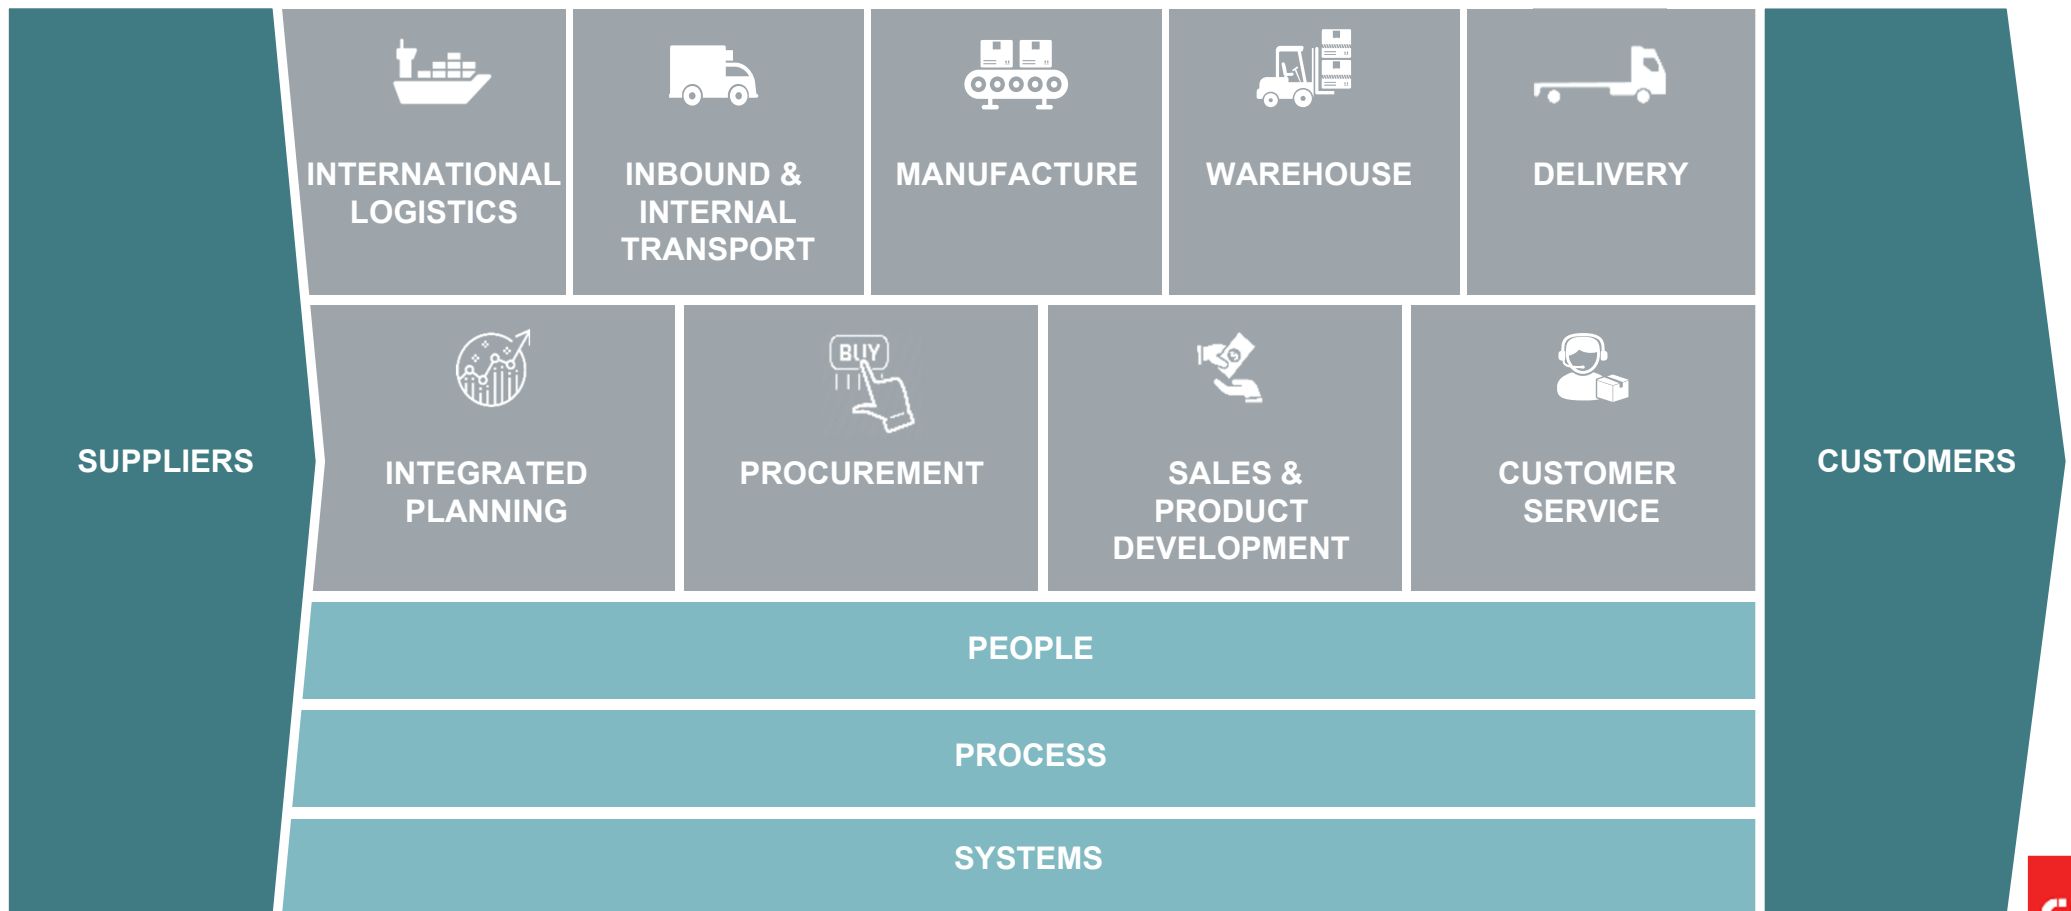 SUPPLIERS
INTERNATIONAL
LOGISTICS
INBOUND &
INTERNAL
TRANSPORT
MANUFACTURE
WAREHOUSE
DELIVERY
BUY
INTEGRATED
PLANNING
PROCUREMENT
SALES &
PRODUCT
DEVELOPMENT
CUSTOMER
SERVICE
PEOPLE
PROCESS
SYSTEMS
CUSTOMERS